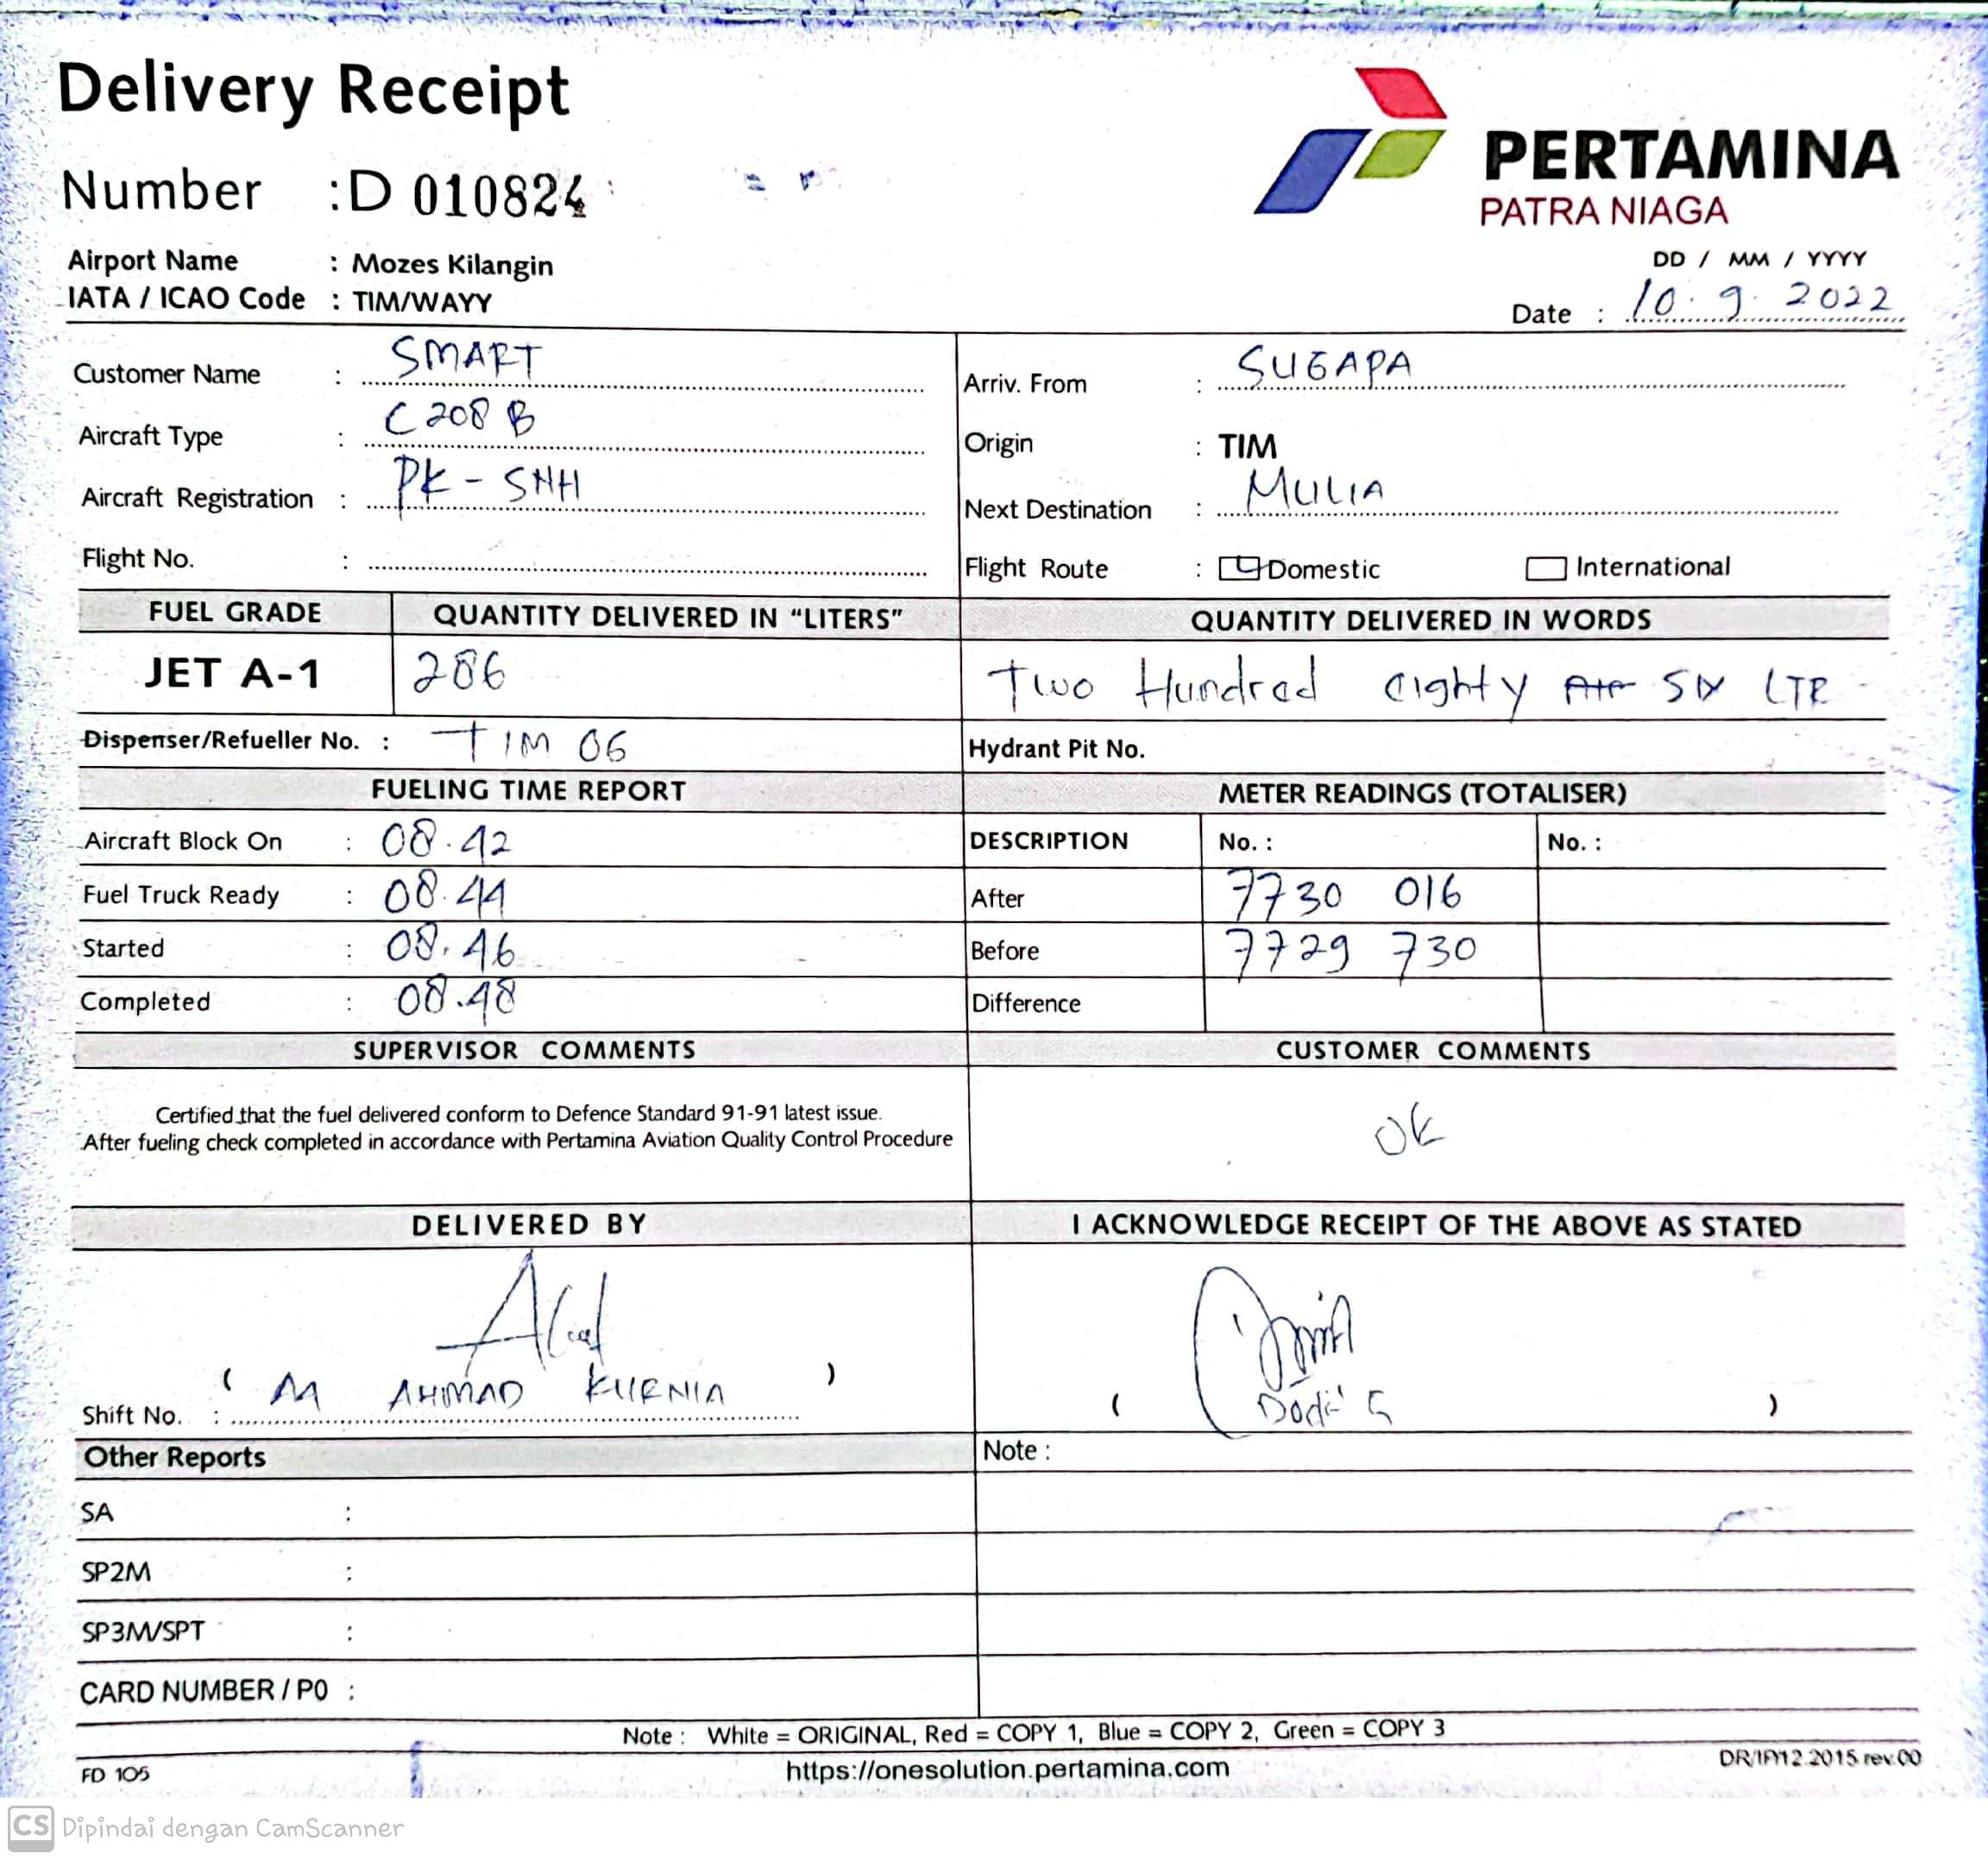 Delivery Receipt
PERTAMINA
PATRA NIAGA
Number : D 010824
Airport Name : Mozes Kilangin
IATA / ICAO Code : TIM/WAYY
DD / MM / YYYY
Date : 10. 9. 2022
Customer Name : SMART
Arriv. From : SUGAPA
Aircraft Type : C 208 B
Origin : TIM
Aircraft Registration : PK - SNH
Next Destination : MULIA
Flight No. :
Flight Route : Domestic International
FUEL GRADE QUANTITY DELIVERED IN "LITERS" QUANTITY DELIVERED IN WORDS
JET A-1 286 Two Hundred eighty six LTR
Dispenser/Refueller No. : TIM 06 Hydrant Pit No.
FUELING TIME REPORT METER READINGS (TOTALISER)
Aircraft Block On : 08.42 DESCRIPTION No. : No. :
Fuel Truck Ready : 08.44 After 7730 016
Started : 08.46 Before 7729 730
Completed : 08.48 Difference
SUPERVISOR COMMENTS CUSTOMER COMMENTS
Certified that the fuel delivered conform to Defence Standard 91-91 latest issue.
After fueling check completed in accordance with Pertamina Aviation Quality Control Procedure
OK
DELIVERED BY I ACKNOWLEDGE RECEIPT OF THE ABOVE AS STATED
( AHMAD KURNIA )
Shift No. :
( Dodi G )
Other Reports Note :
SA :
SP2M :
SP3M/SPT :
CARD NUMBER / PO :
Note : White = ORIGINAL, Red = COPY 1, Blue = COPY 2, Green = COPY 3
FD 105 https://onesolution.pertamina.com DR/IFY12.2015 rev.00
CS Dipindai dengan CamScanner